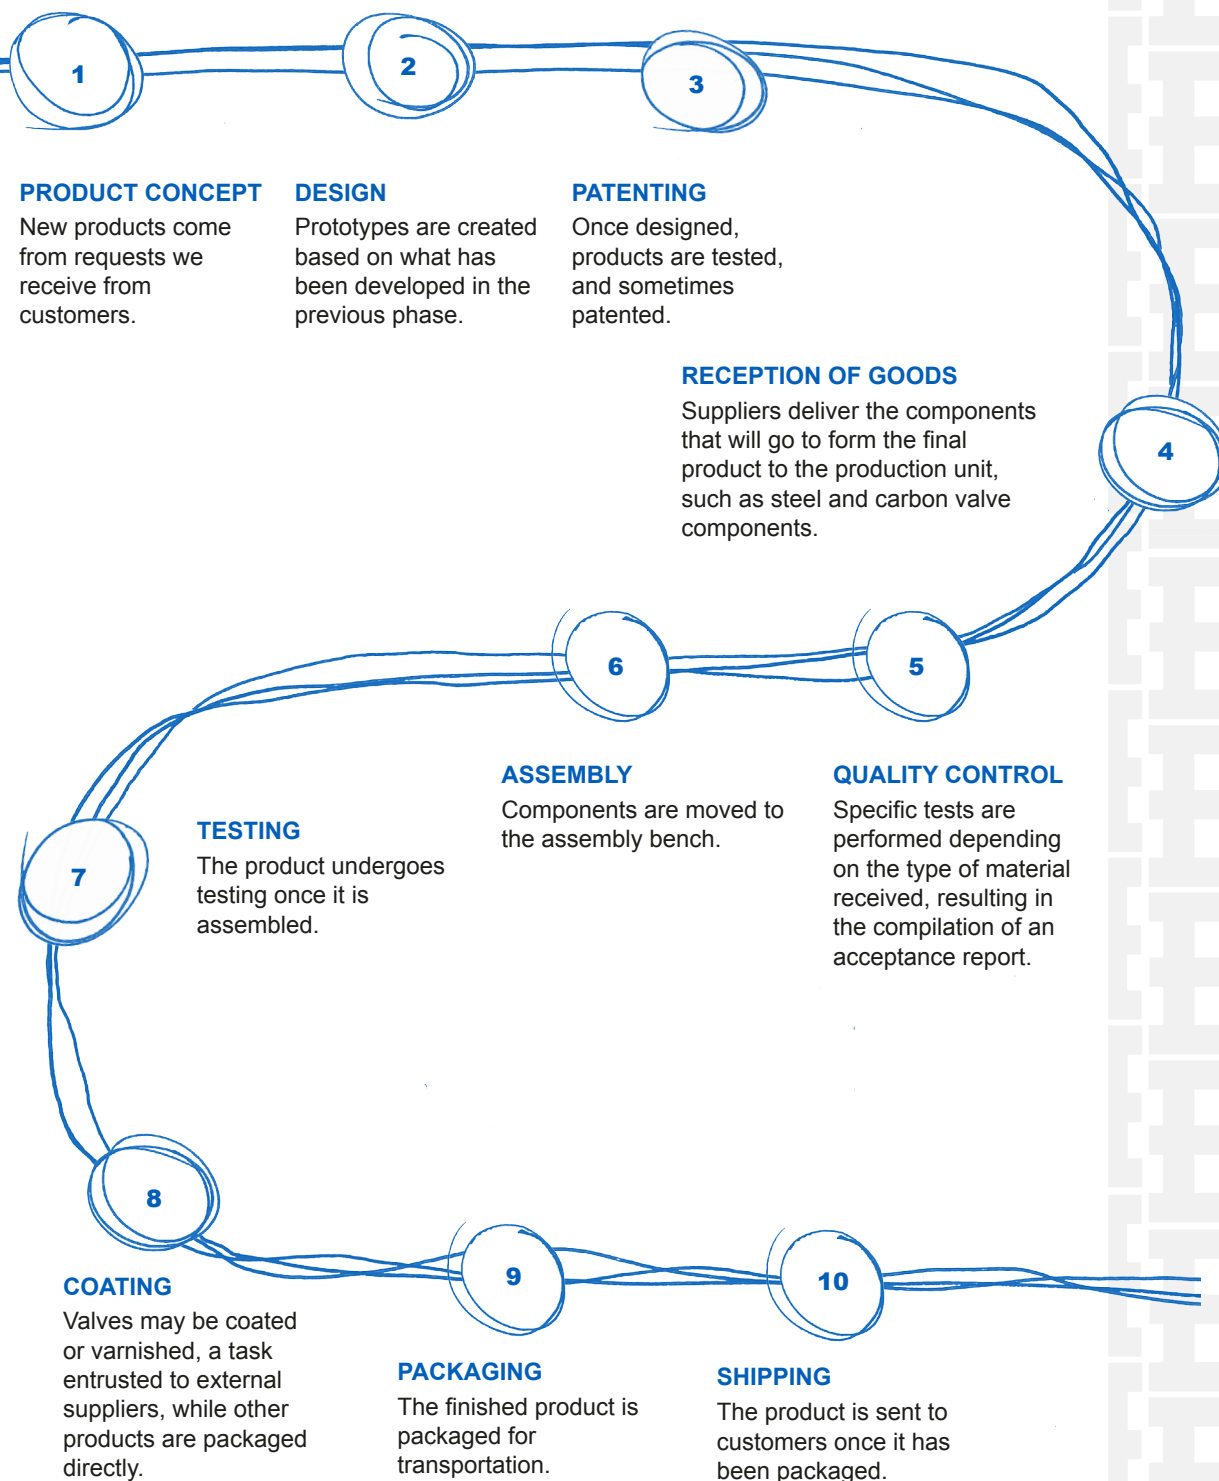 1
2
3
PRODUCT CONCEPT
New products come
from requests we
receive from
customers.
DESIGN
Prototypes are created
based on what has
been developed in the
previous phase.
PATENTING
Once designed,
products are tested,
and sometimes
patented.
RECEPTION OF GOODS
Suppliers deliver the components
that will go to form the final
product to the production unit,
such as steel and carbon valve
components.
4
5
QUALITY CONTROL
Specific tests are
performed depending
on the type of material
received, resulting in
the compilation of an
acceptance report.
6
ASSEMBLY
Components are moved to
the assembly bench.
7
TESTING
The product undergoes
testing once it is
assembled.
8
COATING
Valves may be coated
or varnished, a task
entrusted to external
suppliers, while other
products are packaged
directly.
9
PACKAGING
The finished product is
packaged for
transportation.
10
SHIPPING
The product is sent to
customers once it has
been packaged.